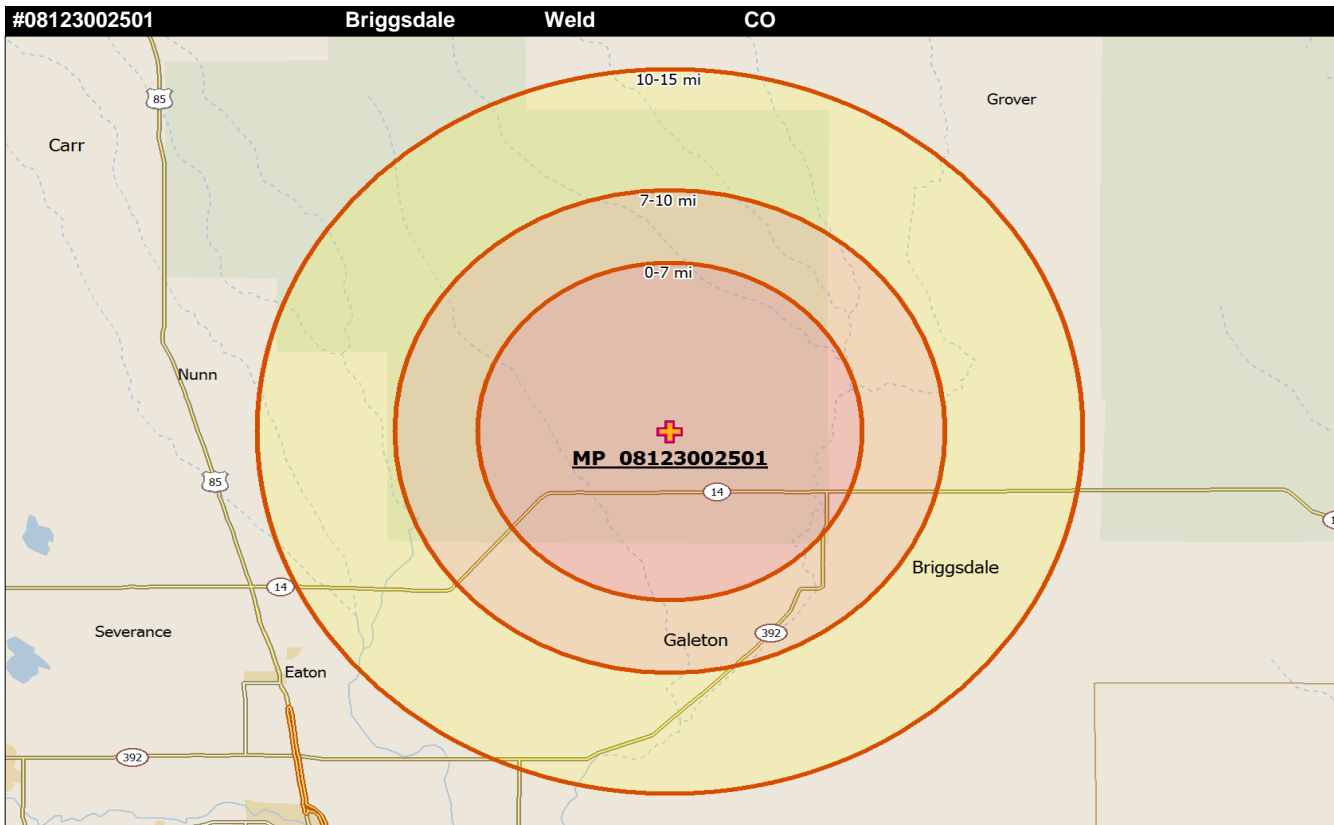 #08123002501 Briggsdale Weld CO
10-15 mi
85
Grover
Carr
7-10 mi
0-7 mi
Nunn
MP 08123002501
85
14
Briggsdale
14
Severance
Galeton
392
Eaton
392